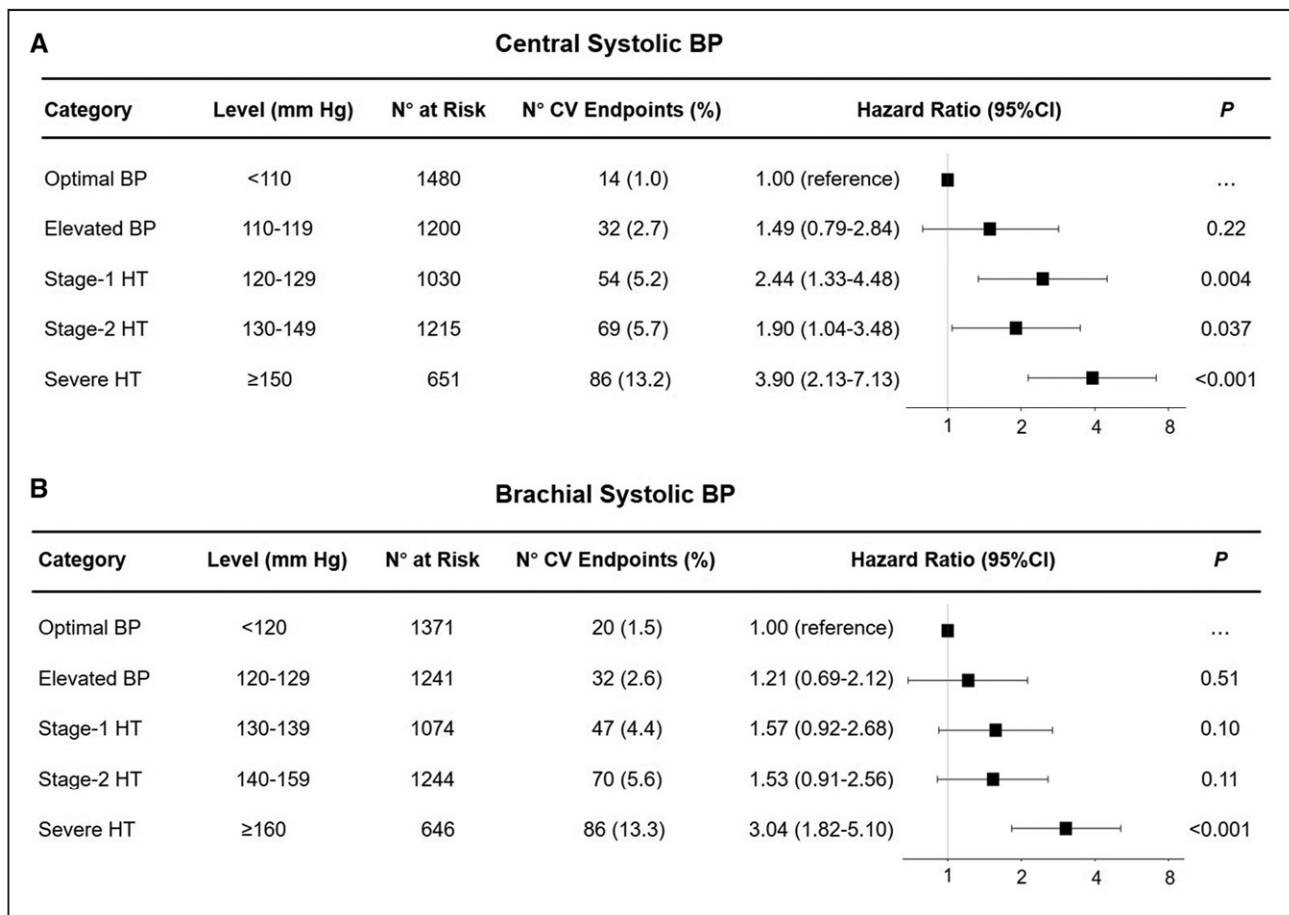 A
Central Systolic BP
Category Level (mm Hg) N° at Risk N° CV Endpoints (%) Hazard Ratio (95%CI) P
Optimal BP <110 1480 14 (1.0) 1.00 (reference) ...
Elevated BP 110-119 1200 32 (2.7) 1.49 (0.79-2.84) 0.22
Stage-1 HT 120-129 1030 54 (5.2) 2.44 (1.33-4.48) 0.004
Stage-2 HT 130-149 1215 69 (5.7) 1.90 (1.04-3.48) 0.037
Severe HT ≥150 651 86 (13.2) 3.90 (2.13-7.13) <0.001
1 2 4 8
B
Brachial Systolic BP
Category Level (mm Hg) N° at Risk N° CV Endpoints (%) Hazard Ratio (95%CI) P
Optimal BP <120 1371 20 (1.5) 1.00 (reference) ...
Elevated BP 120-129 1241 32 (2.6) 1.21 (0.69-2.12) 0.51
Stage-1 HT 130-139 1074 47 (4.4) 1.57 (0.92-2.68) 0.10
Stage-2 HT 140-159 1244 70 (5.6) 1.53 (0.91-2.56) 0.11
Severe HT ≥160 646 86 (13.3) 3.04 (1.82-5.10) <0.001
1 2 4 8